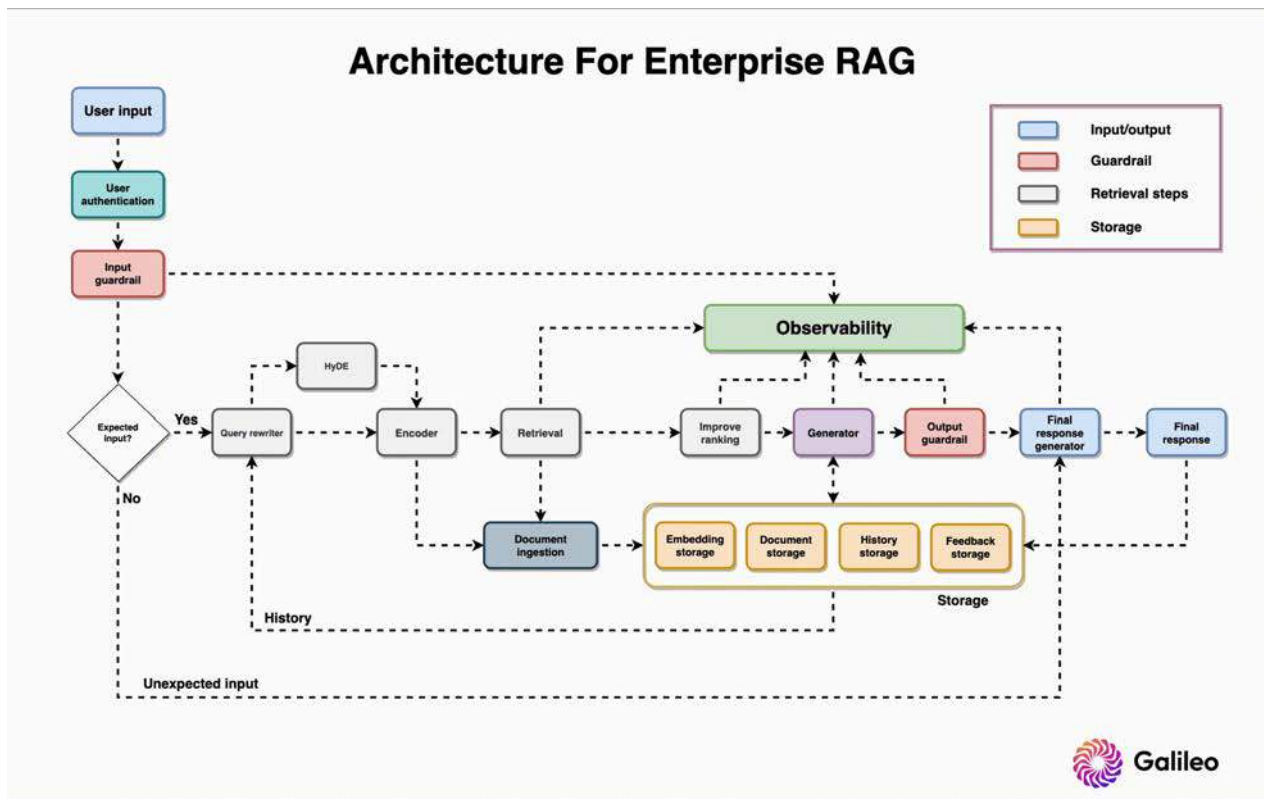 Architecture For Enterprise RAG
User input
Input/output
Guardrail
Retrieval steps
Storage
User
authentication
Input
guardrail
Observability
HyDE
Expected
input?
Yes
Query rewriter
Encoder
Retrieval
Improve
ranking
Generator
Output
guardrail
Final
response
generator
Final
response
No
Document
ingestion
Embedding
storage
Document
storage
History
storage
Feedback
storage
Storage
History
Unexpected input
Galileo